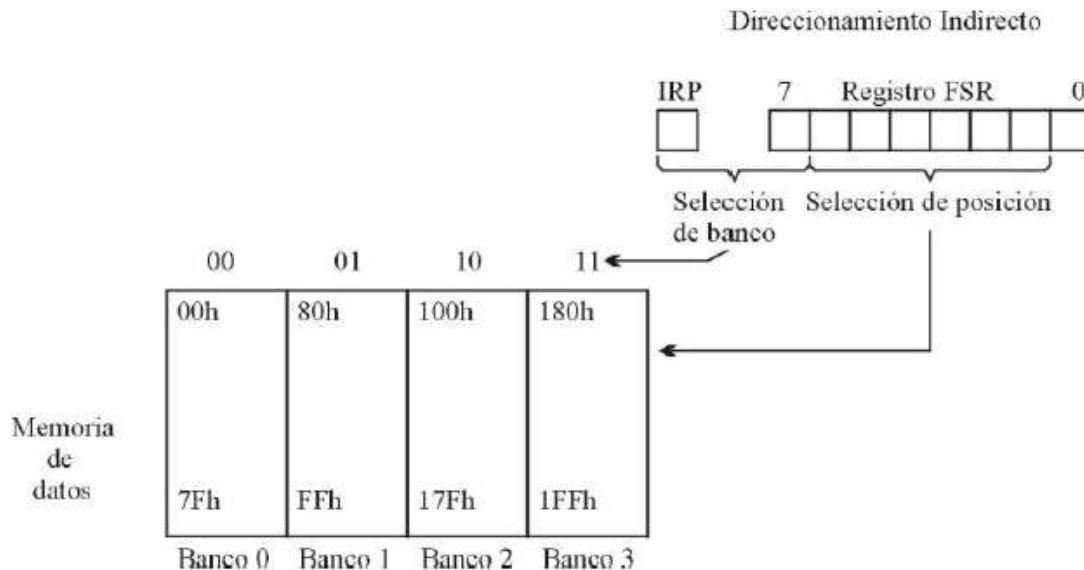 Direccionamiento Indirecto
IRP 7 Registro FSR 0
Selección de banco
Selección de posición
00 01 10 11
00h 80h 100h 180h
Memoria de datos
7Fh FFh 17Fh 1FFh
Banco 0 Banco 1 Banco 2 Banco 3